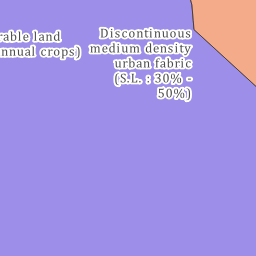 rable land
nnual crops)
Discontinuous
medium density
urban fabric
(S.L. : 30% -
50%)